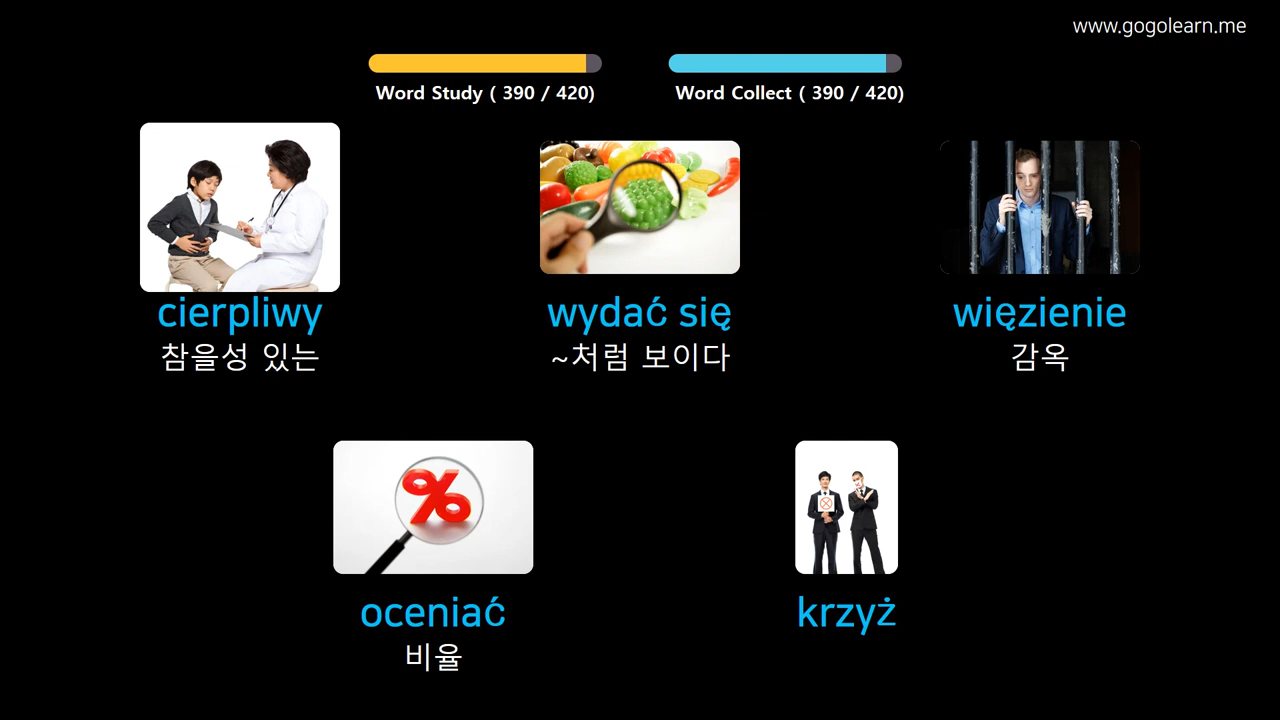 www.gogolearn.me
Word Study ( 390 / 420)
Word Collect ( 390 / 420)
cierpliwy
참을성 있는
wydać się
~처럼 보이다
więzienie
감옥
%
oceniać
비율
krzyż